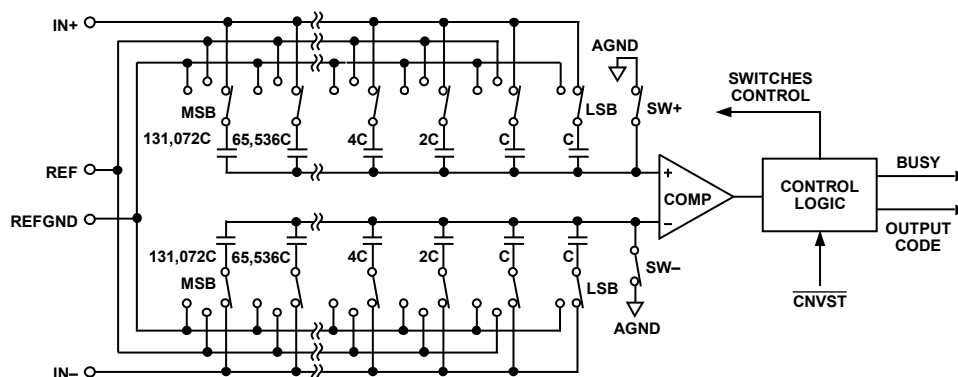 IN+
AGND
SWITCHES
CONTROL
MSB
LSB
SW+
131,072C
65,536C
4C
2C
C
C
BUSY
REF
+
COMP
−
CONTROL
LOGIC
REFGND
OUTPUT
CODE
131,072C
65,536C
4C
2C
C
C
SW–
MSB
LSB
CNVST
AGND
IN–